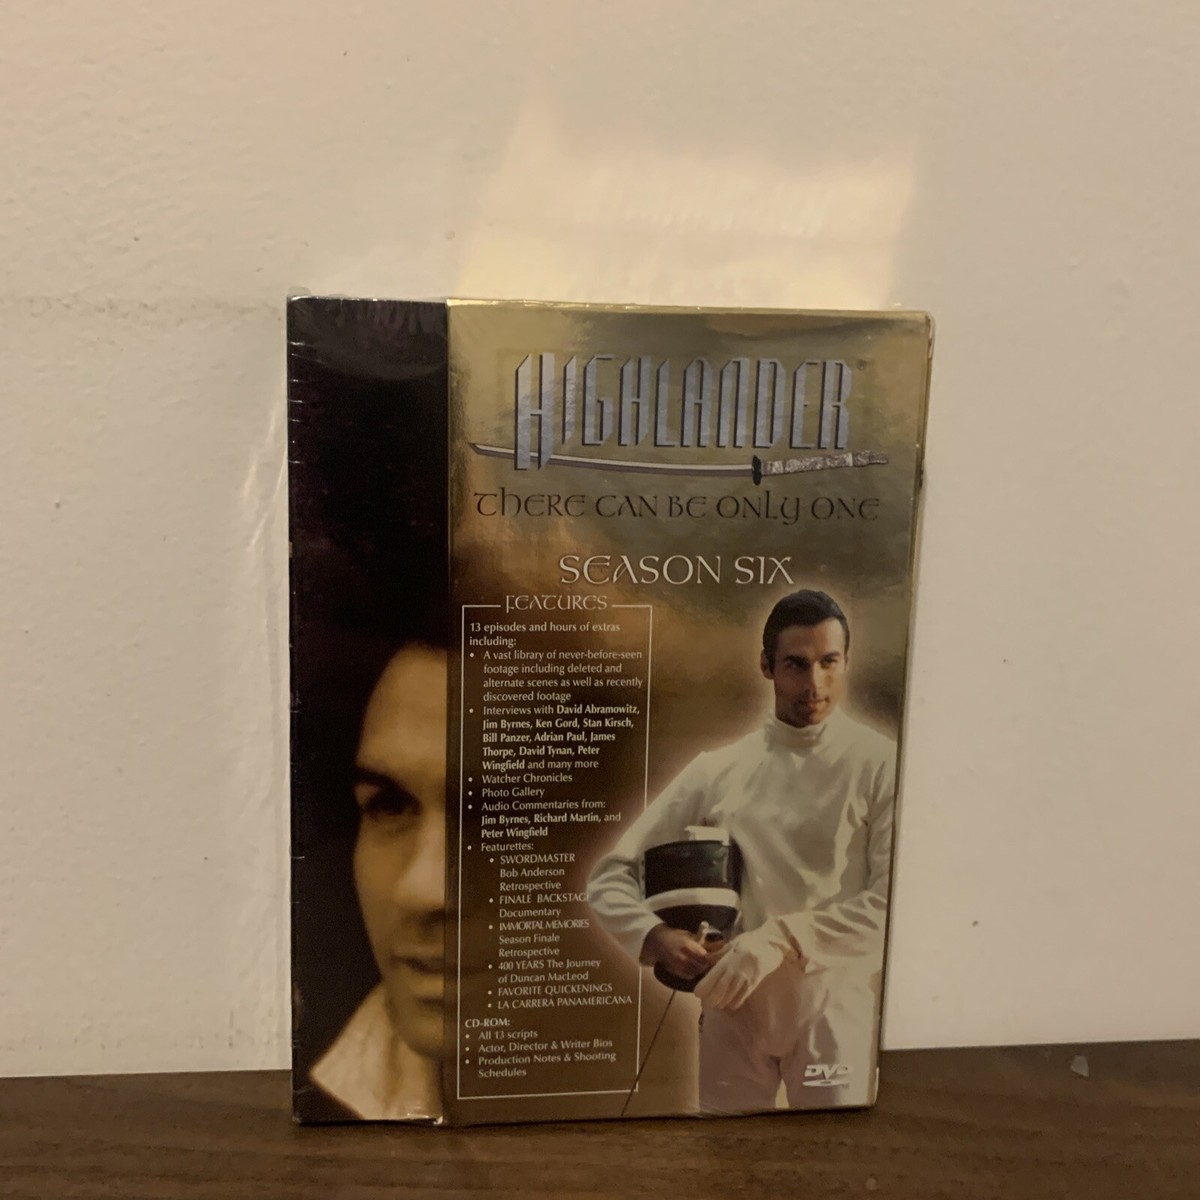 HIGHLANDER®
THERE CAN BE ONLY ONE
SEASON SIX
FEATURES
13 episodes and hours of extras
including:
• A vast library of never-before-seen
footage including deleted and
alternate scenes as well as recently
discovered footage
• Interviews with David Abramowitz,
Jim Byrnes, Ken Gord, Stan Kirsch,
Bill Panzer, Adrian Paul, James
Thorpe, David Tynan, Peter
Wingfield and many more
• Watcher Chronicles
• Photo Gallery
• Audio Commentaries from:
Jim Byrnes, Richard Martin, and
Peter Wingfield
• Featurettes:
• SWORDMASTER
Bob Anderson
Retrospective
• FINALE BACKSTAGE
Documentary
• IMMORTAL MEMORIES
Season Finale
Retrospective
• 400 YEARS The Journey
of Duncan MacLeod
• FAVORITE QUICKENINGS
• LA CARRERA PANAMERICANA
CD-ROM:
• All 13 scripts
• Actor, Director & Writer Bios
• Production Notes & Shooting
Schedules
DVD